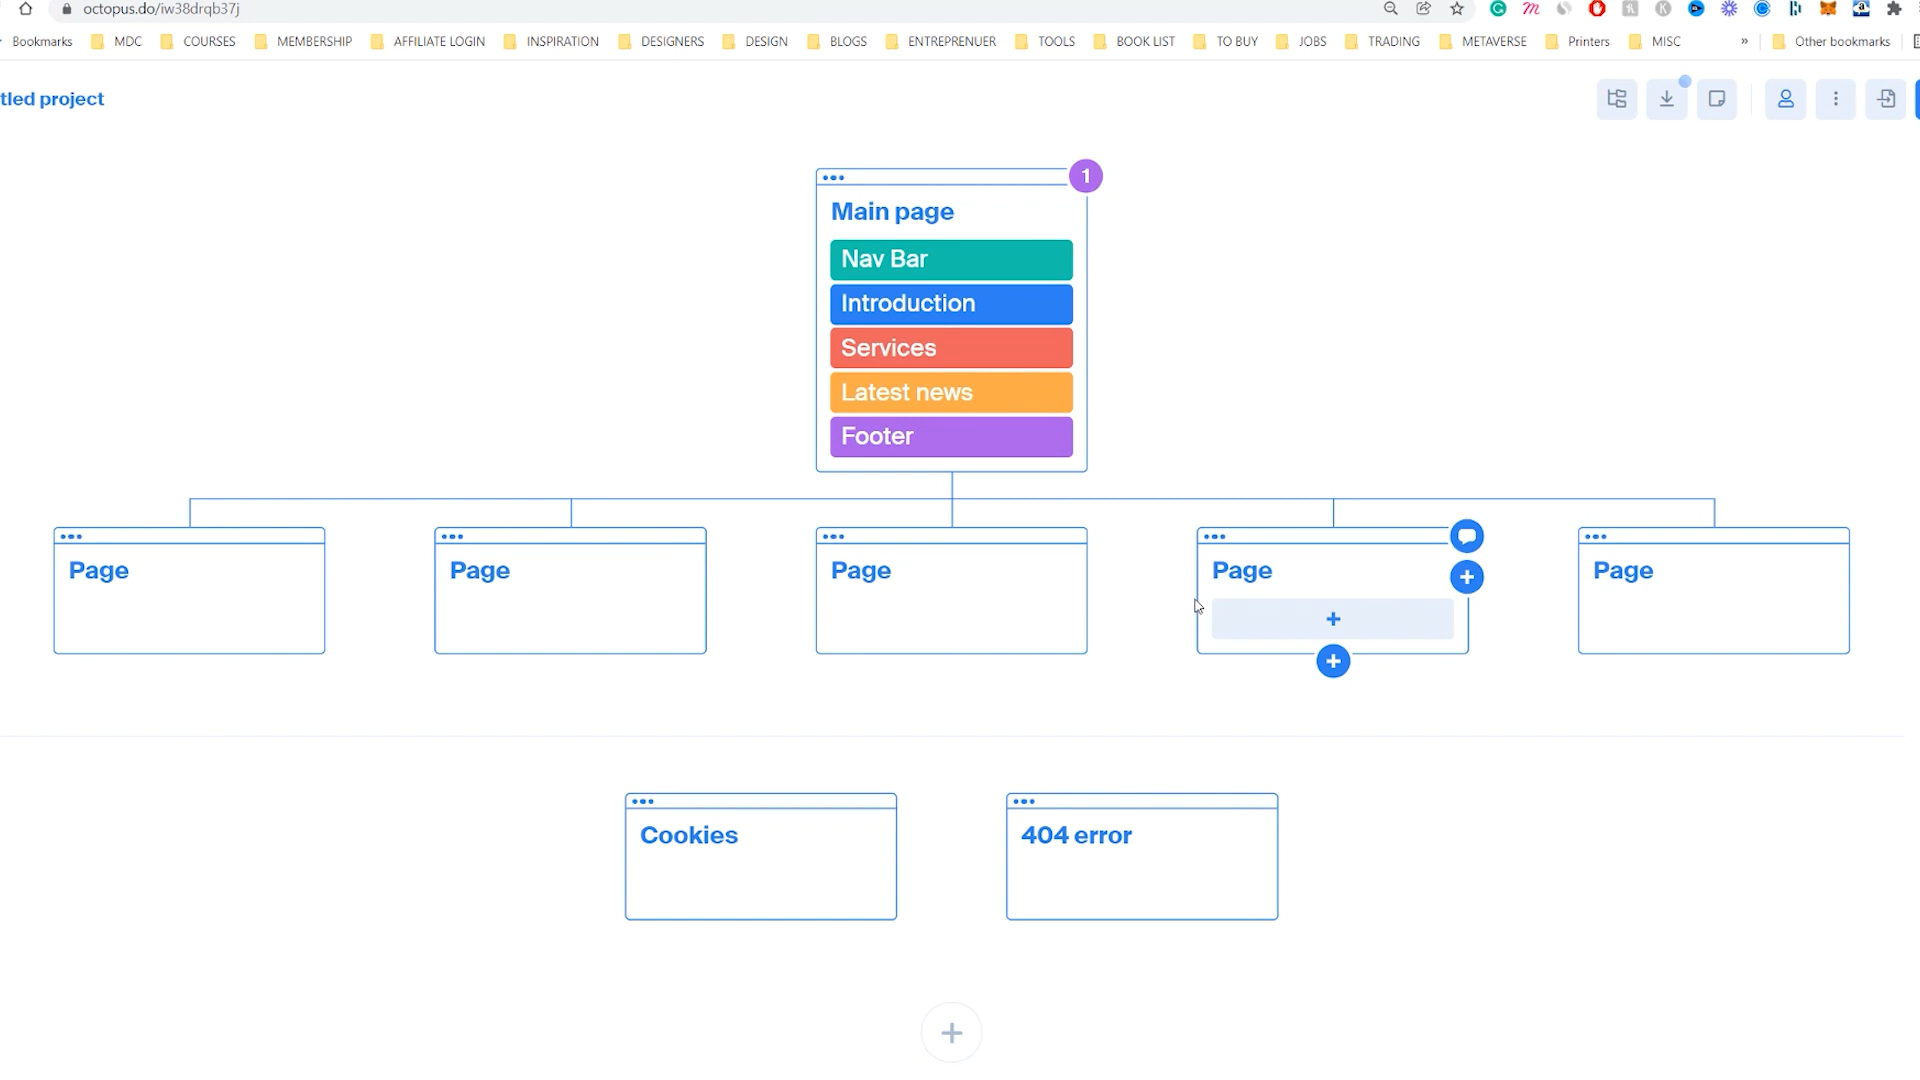 octopus.do/iw38drqb37j
Bookmarks MDC COURSES MEMBERSHIP AFFILIATE LOGIN INSPIRATION DESIGNERS DESIGN BLOGS ENTREPRENUER TOOLS BOOK LIST TO BUY JOBS TRADING METAVERSE Printers MISC » Other bookmarks
tled project
1
Main page
Nav Bar
Introduction
Services
Latest news
Footer
Page Page Page Page Page
Cookies 404 error